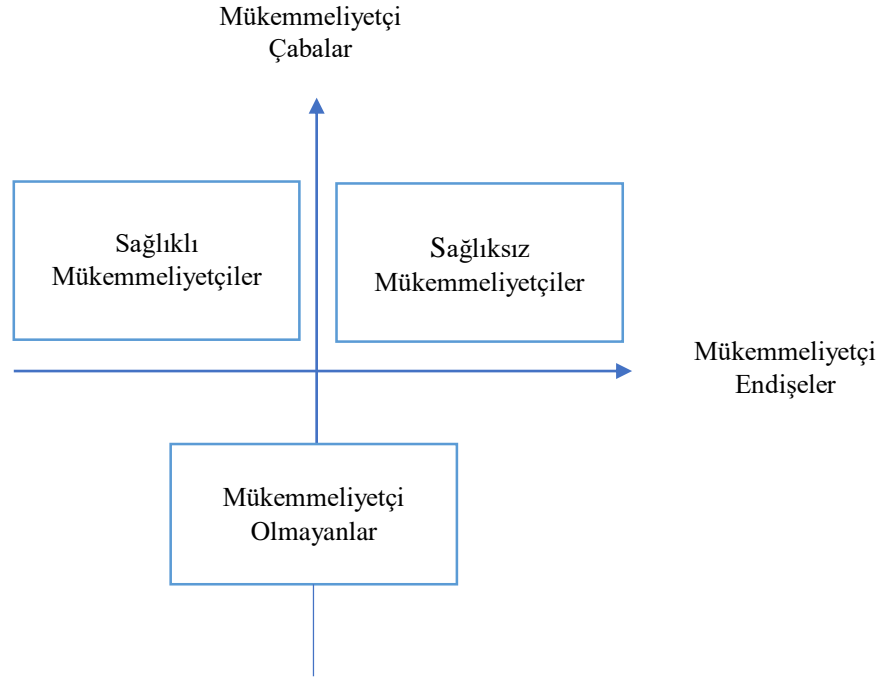 Mükemmeliyetçi
Çabalar
Sağlıklı
Mükemmeliyetçiler
Sağlıksız
Mükemmeliyetçiler
Mükemmeliyetçi
Endişeler
Mükemmeliyetçi
Olmayanlar